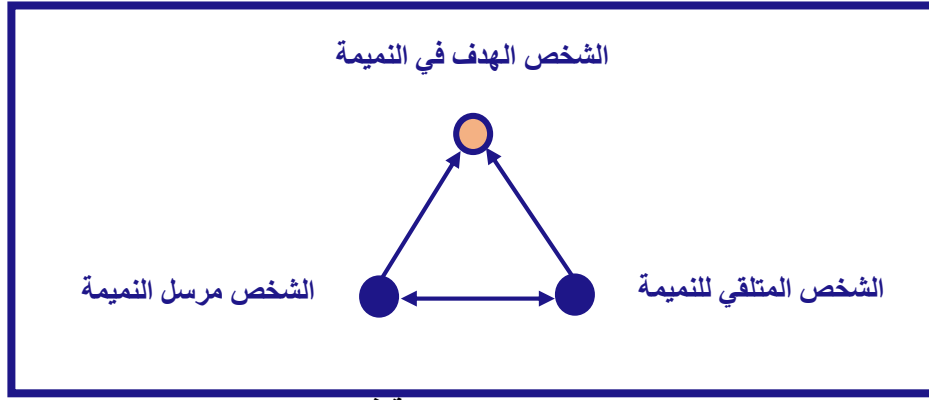 الشخص الهدف في النميمة
الشخص المتلقي للنميمة
الشخص مرسل النميمة